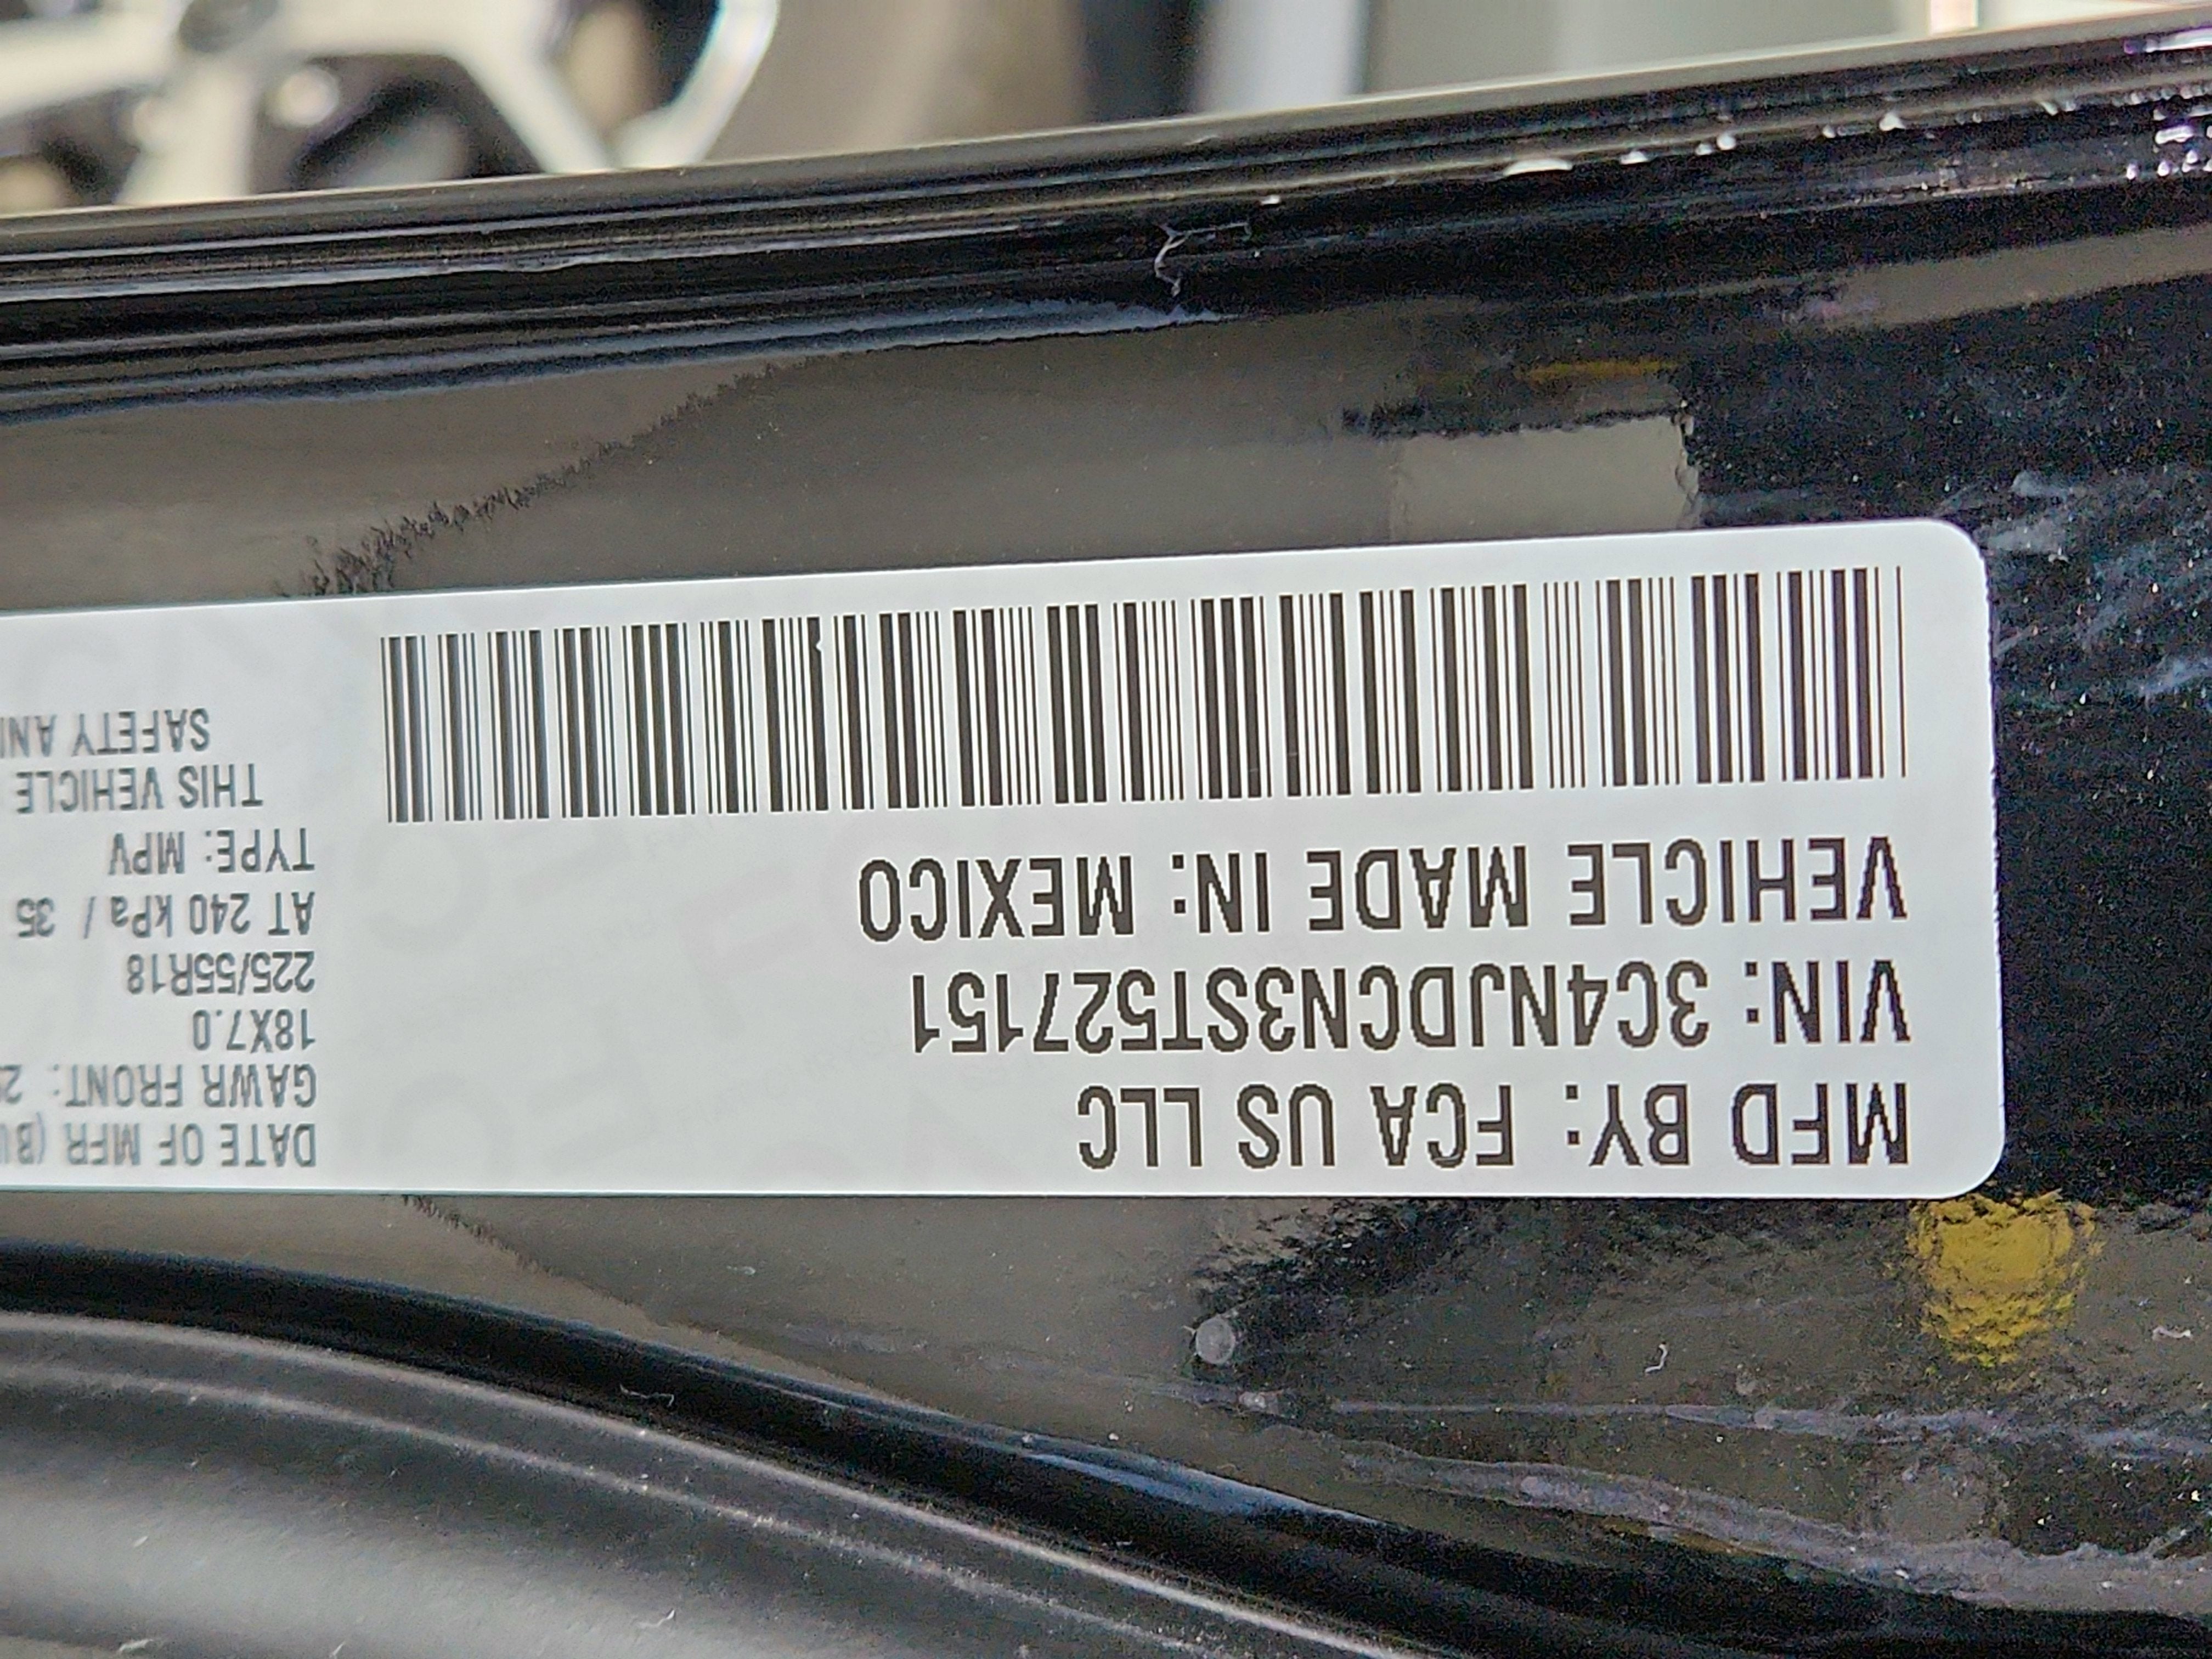 MFD BY: FCA US LLC
VIN: 3C4NJDCN3ST527151
VEHICLE MADE IN: MEXICO
DATE OF MFR
GAWR FRONT:
18X7.0
225/55R18
AT 240 kPa / 35
TYPE: MPV
THIS VEHICLE
SAFETY